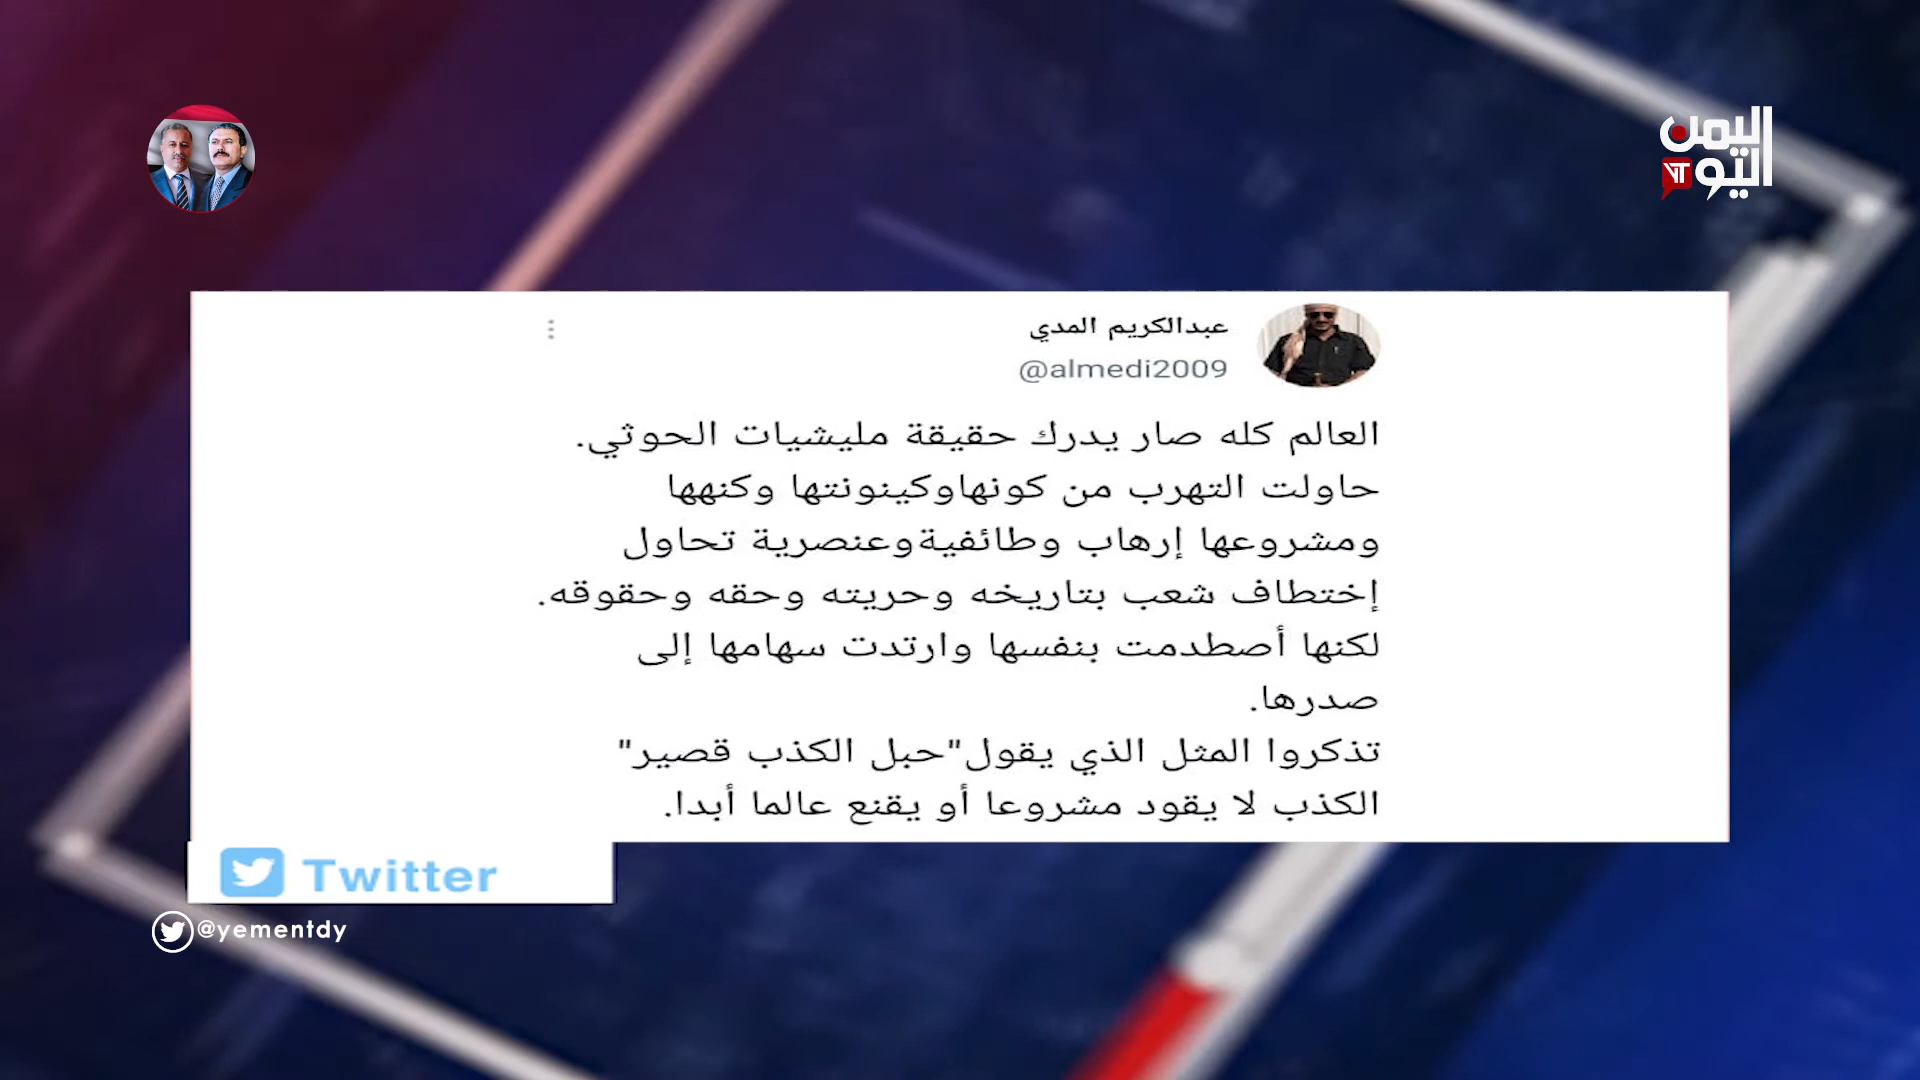 اليمن
اليوم
YT
عبدالكريم المدي
@almedi2009
العالم كله صار يدرك حقيقة مليشيات الحوثي.
حاولت التهرب من كونهاوكينونتها وكنهها
ومشروعها إرهاب وطائفيةوعنصرية تحاول
إختطاف شعب بتاريخه وحريته وحقه وحقوقه.
لكنها أصطدمت بنفسها وارتدت سهامها إلى
صدرها.
تذكروا المثل الذي يقول"حبل الكذب قصير"
الكذب لا يقود مشروعا أو يقنع عالما أبدا.
Twitter
@yementdy